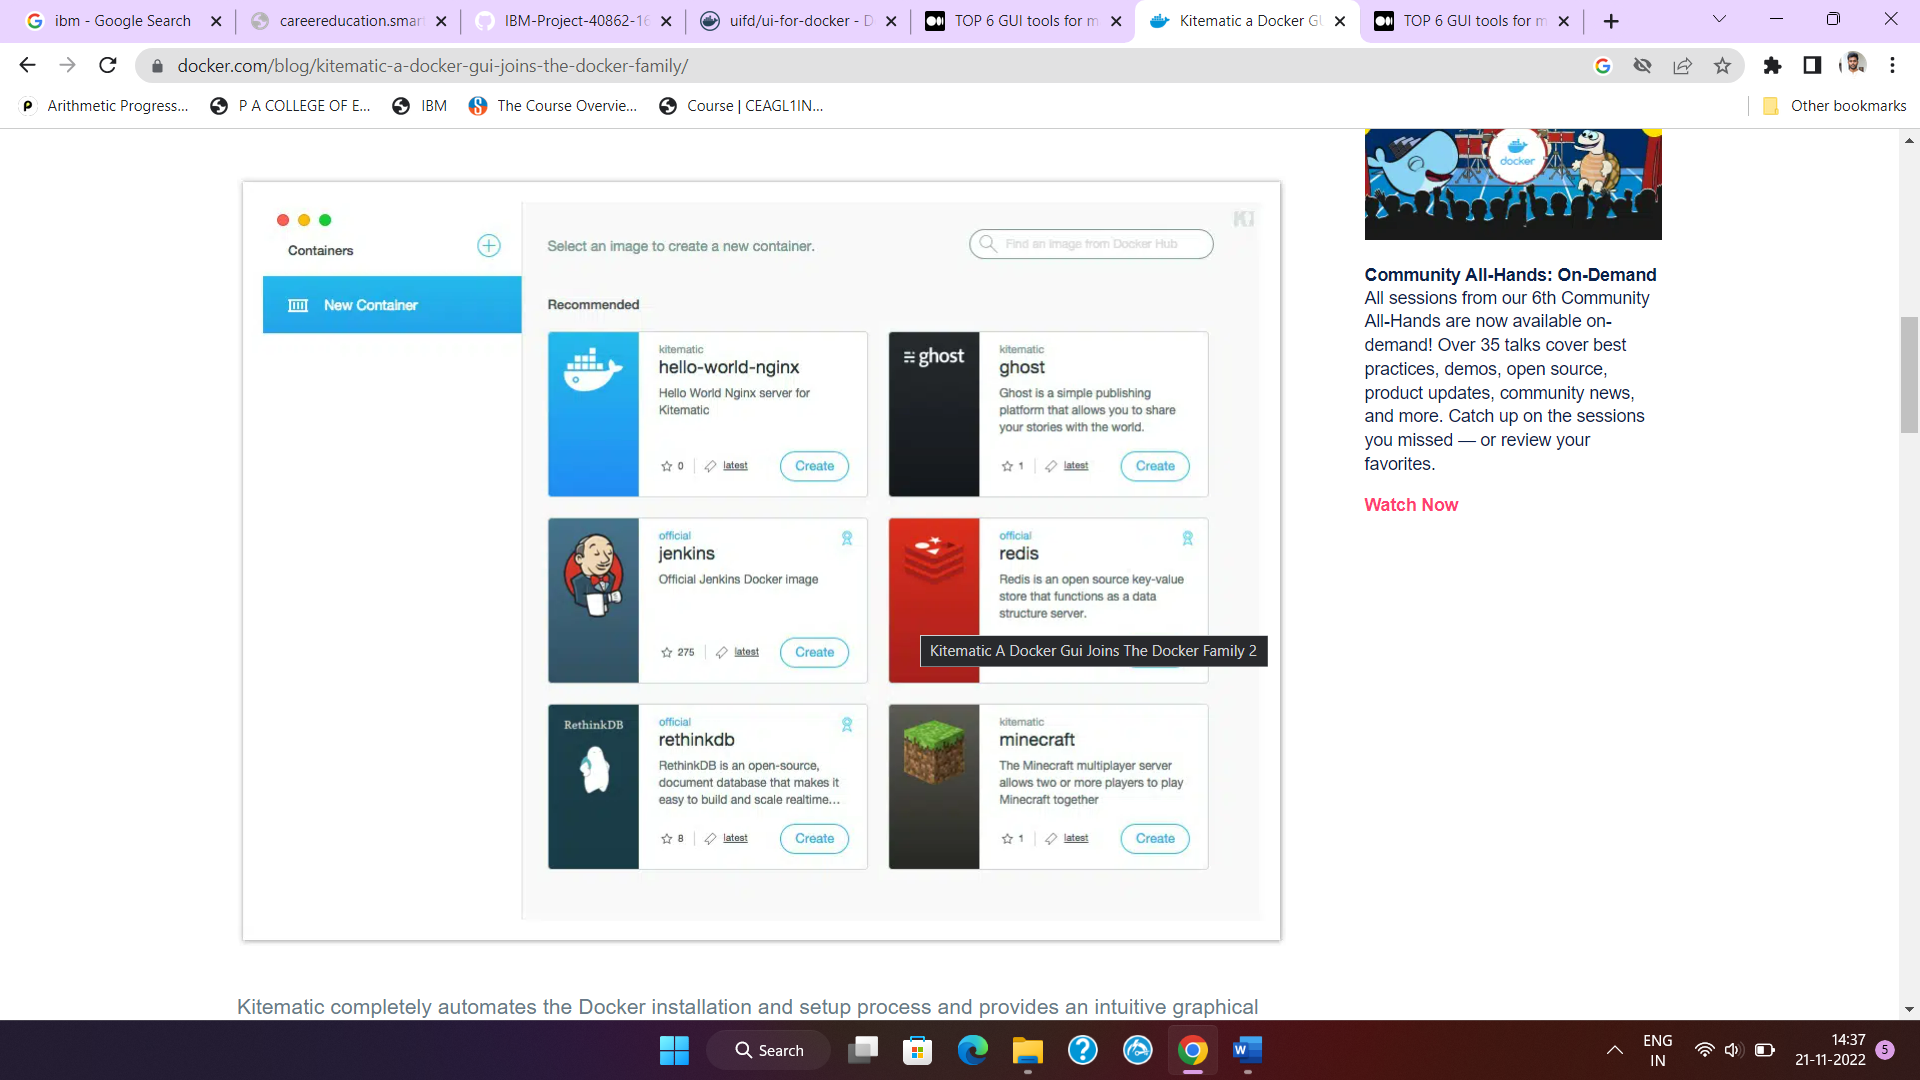 ibm - Google Search
careereducation.smar
IBM-Project-40862-16
uifd/ui-for-docker - D
TOP 6 GUI tools for m
Kitematic a Docker GU
TOP 6 GUI tools for m
docker.com/blog/kitematic-a-docker-gui-joins-the-docker-family/
Arithmetic Progress...
P A COLLEGE OF E...
IBM
The Course Overvie...
Course | CEAGL1IN...
Other bookmarks
Containers
New Container
Select an image to create a new container.
Find an image from Docker Hub
Recommended
kitematic
hello-world-nginx
Hello World Nginx server for
Kitematic
0
latest
Create
ghost
kitematic
ghost
Ghost is a simple publishing
platform that allows you to share
your stories with the world.
1
latest
Create
official
jenkins
Official Jenkins Docker image
275
latest
Create
official
redis
Redis is an open source key-value
store that functions as a data
structure server.
Kitematic A Docker Gui Joins The Docker Family 2
RethinkDB
official
rethinkdb
RethinkDB is an open-source,
document database that makes it
easy to build and scale realtime...
8
latest
Create
kitematic
minecraft
The Minecraft multiplayer server
allows two or more players to play
Minecraft together
1
latest
Create
Kitematic completely automates the Docker installation and setup process and provides an intuitive graphical
docker
Community All-Hands: On-Demand
All sessions from our 6th Community
All-Hands are now available on-
demand! Over 35 talks cover best
practices, demos, open source,
product updates, community news,
and more. Catch up on the sessions
you missed — or review your
favorites.
Watch Now
Search
ENG
IN
14:37
21-11-2022
5